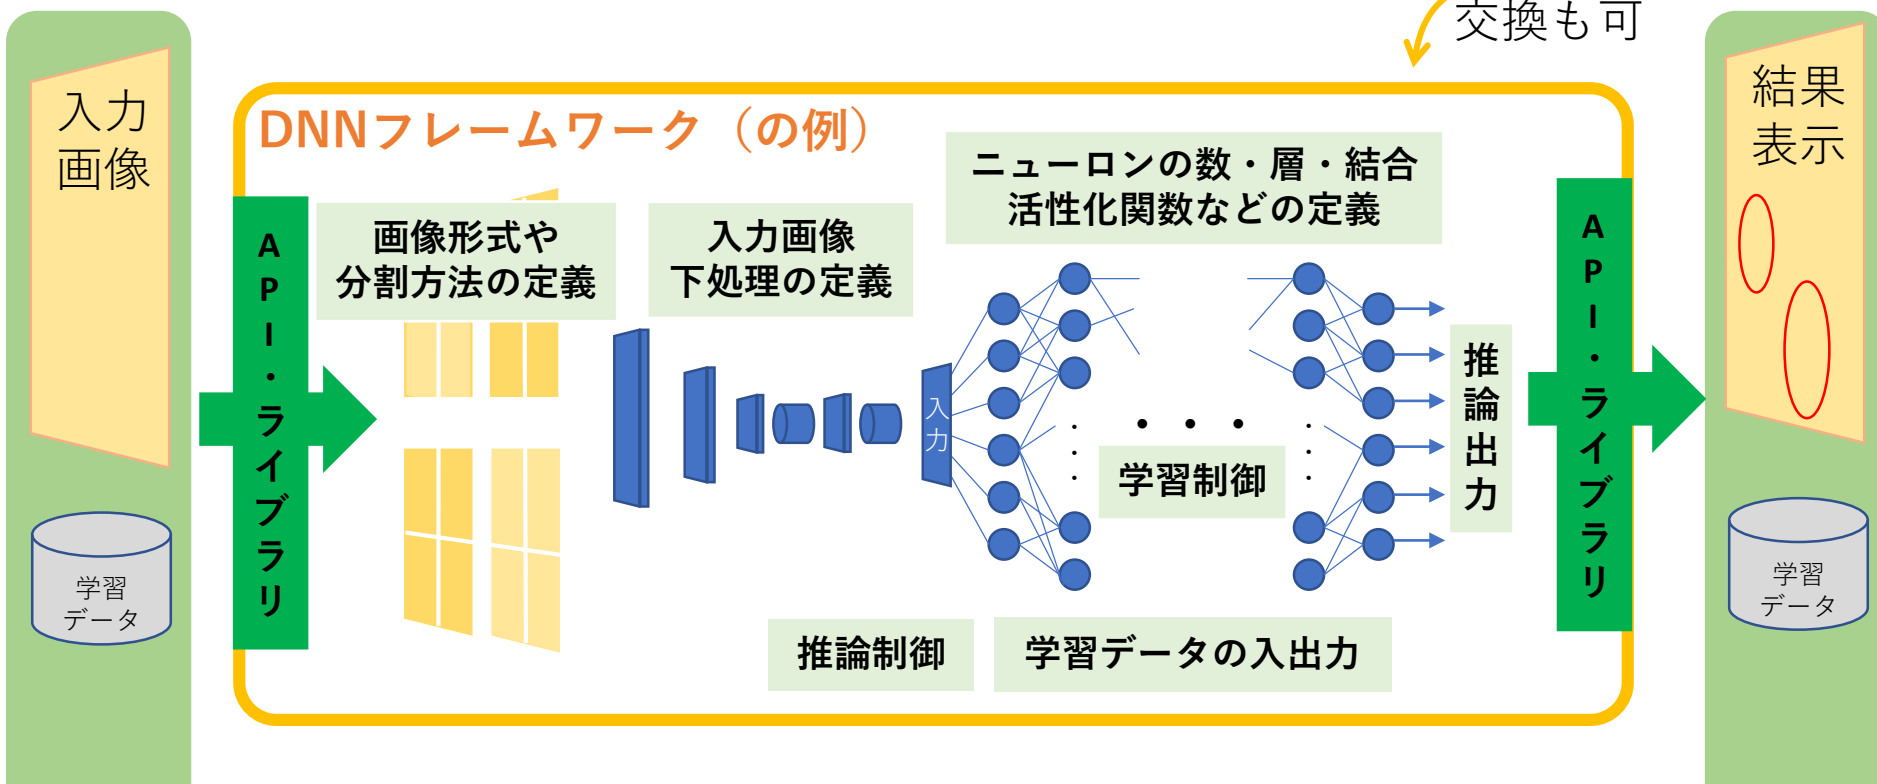 交換も可
入力
画像
結果
表示
DNNフレームワーク（の例）
ニューロンの数・層・結合
活性化関数などの定義
画像形式や
分割方法の定義
入力画像
下処理の定義
API・ライブラリ
API・ライブラリ
入力
推論出力
学習制御
学習
データ
学習
データ
推論制御
学習データの入出力